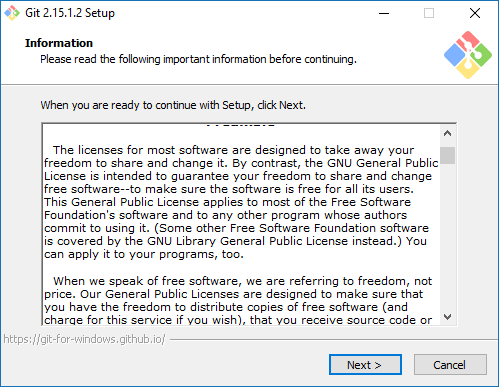 Git 2.15.1.2 Setup
Information
Please read the following important information before continuing.
When you are ready to continue with Setup, click Next.
The licenses for most software are designed to take away your
freedom to share and change it. By contrast, the GNU General Public
License is intended to guarantee your freedom to share and change
free software--to make sure the software is free for all its users.
This General Public License applies to most of the Free Software
Foundation's software and to any other program whose authors
commit to using it. (Some other Free Software Foundation software
is covered by the GNU Library General Public License instead.) You
can apply it to your programs, too.
When we speak of free software, we are referring to freedom, not
price. Our General Public Licenses are designed to make sure that
you have the freedom to distribute copies of free software (and
charge for this service if you wish), that you receive source code or
https://git-for-windows.github.io/
Next >
Cancel